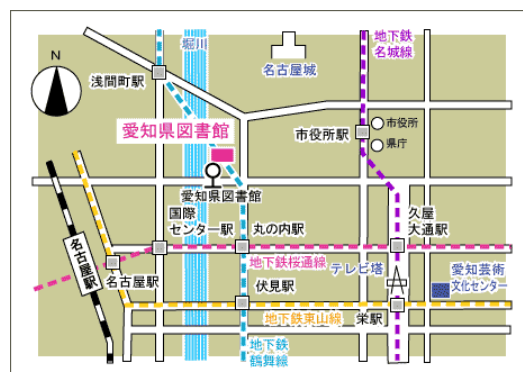 N
堀川
地下鉄
名城線
名古屋城
浅間町駅
愛知県図書館
市役所駅
市役所
県庁
愛知県図書館
国際
センター駅
丸の内駅
久屋
大通駅
名古屋駅
名古屋駅
地下鉄桜通線
テレビ塔
愛知芸術
文化センター
伏見駅
地下鉄東山線
栄駅
地下鉄
鶴舞線